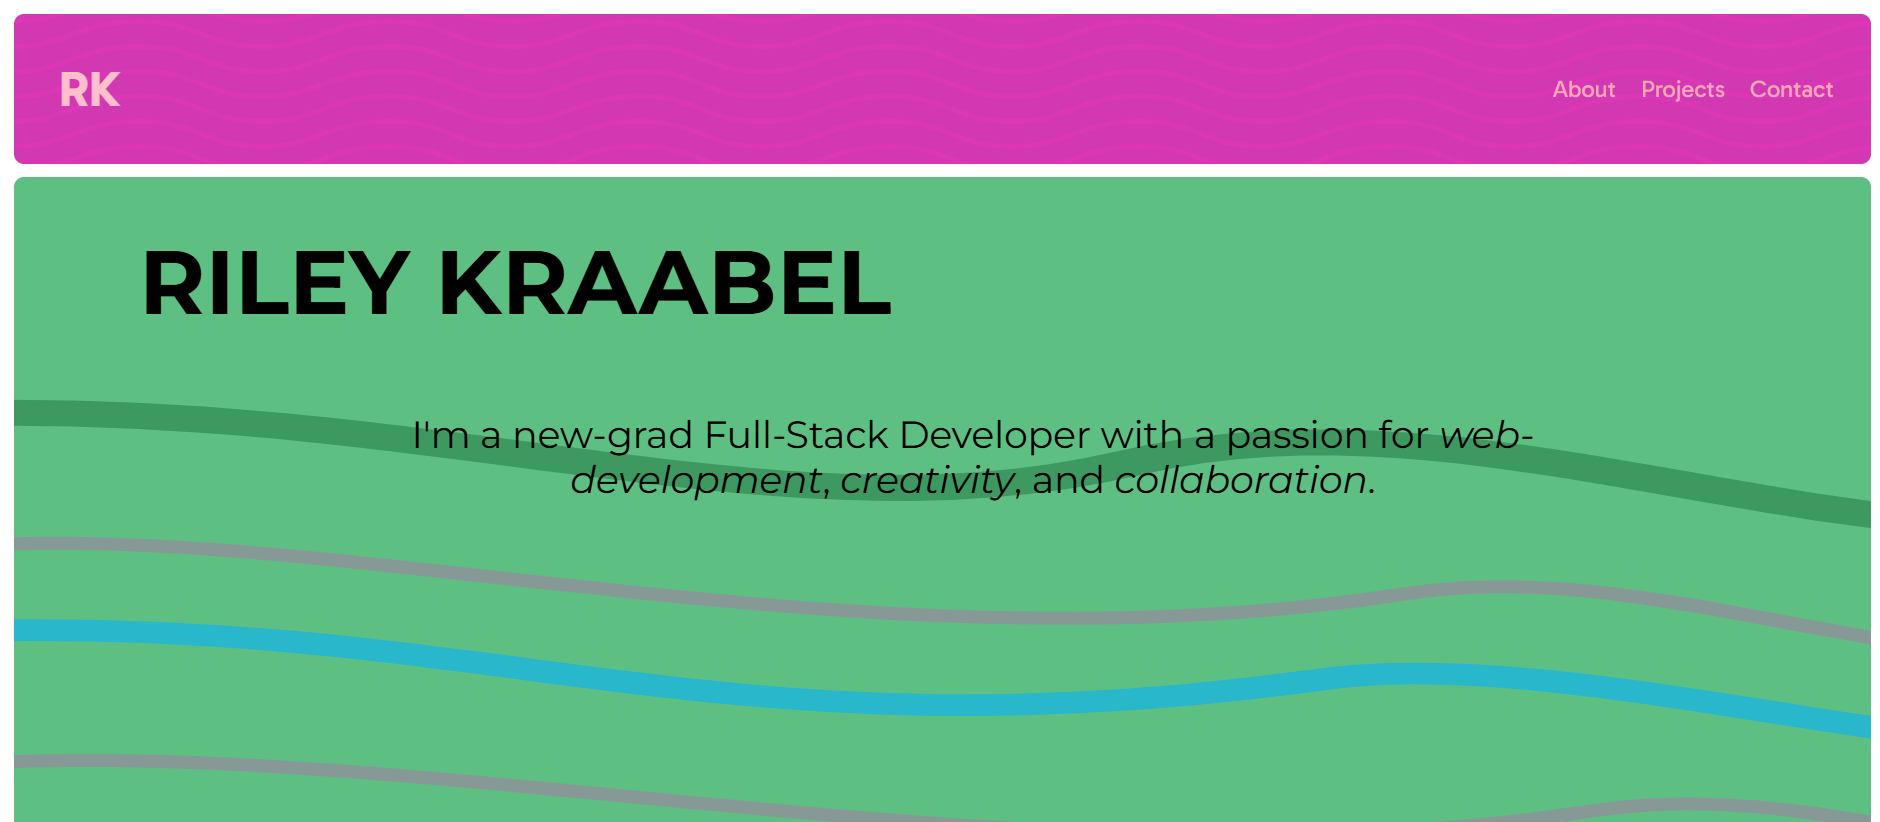 RK
About Projects Contact
RILEY KRAABEL
I'm a new-grad Full-Stack Developer with a passion for web-
development, creativity, and collaboration.